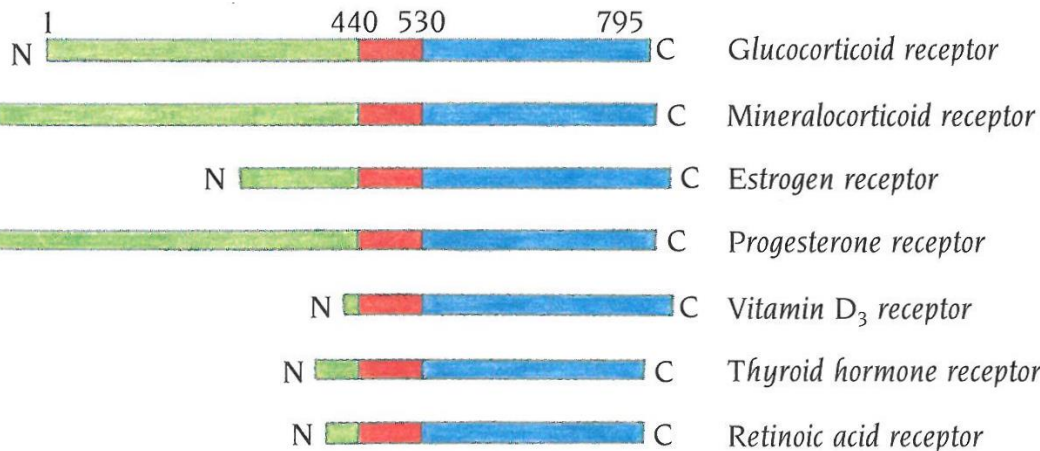 1 440 530 795
N C Glucocorticoid receptor
C Mineralocorticoid receptor
N C Estrogen receptor
C Progesterone receptor
N C Vitamin D₃ receptor
N C Thyroid hormone receptor
N C Retinoic acid receptor